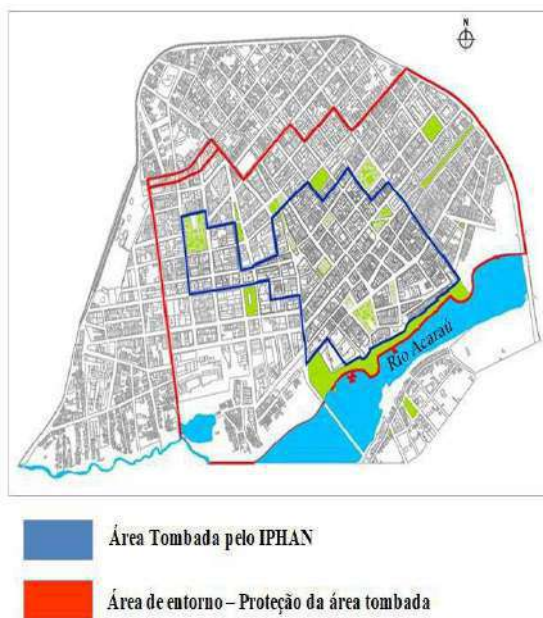 N
Rio Acaraú
Área Tombada pelo IPHAN
Área de entorno – Proteção da área tombada